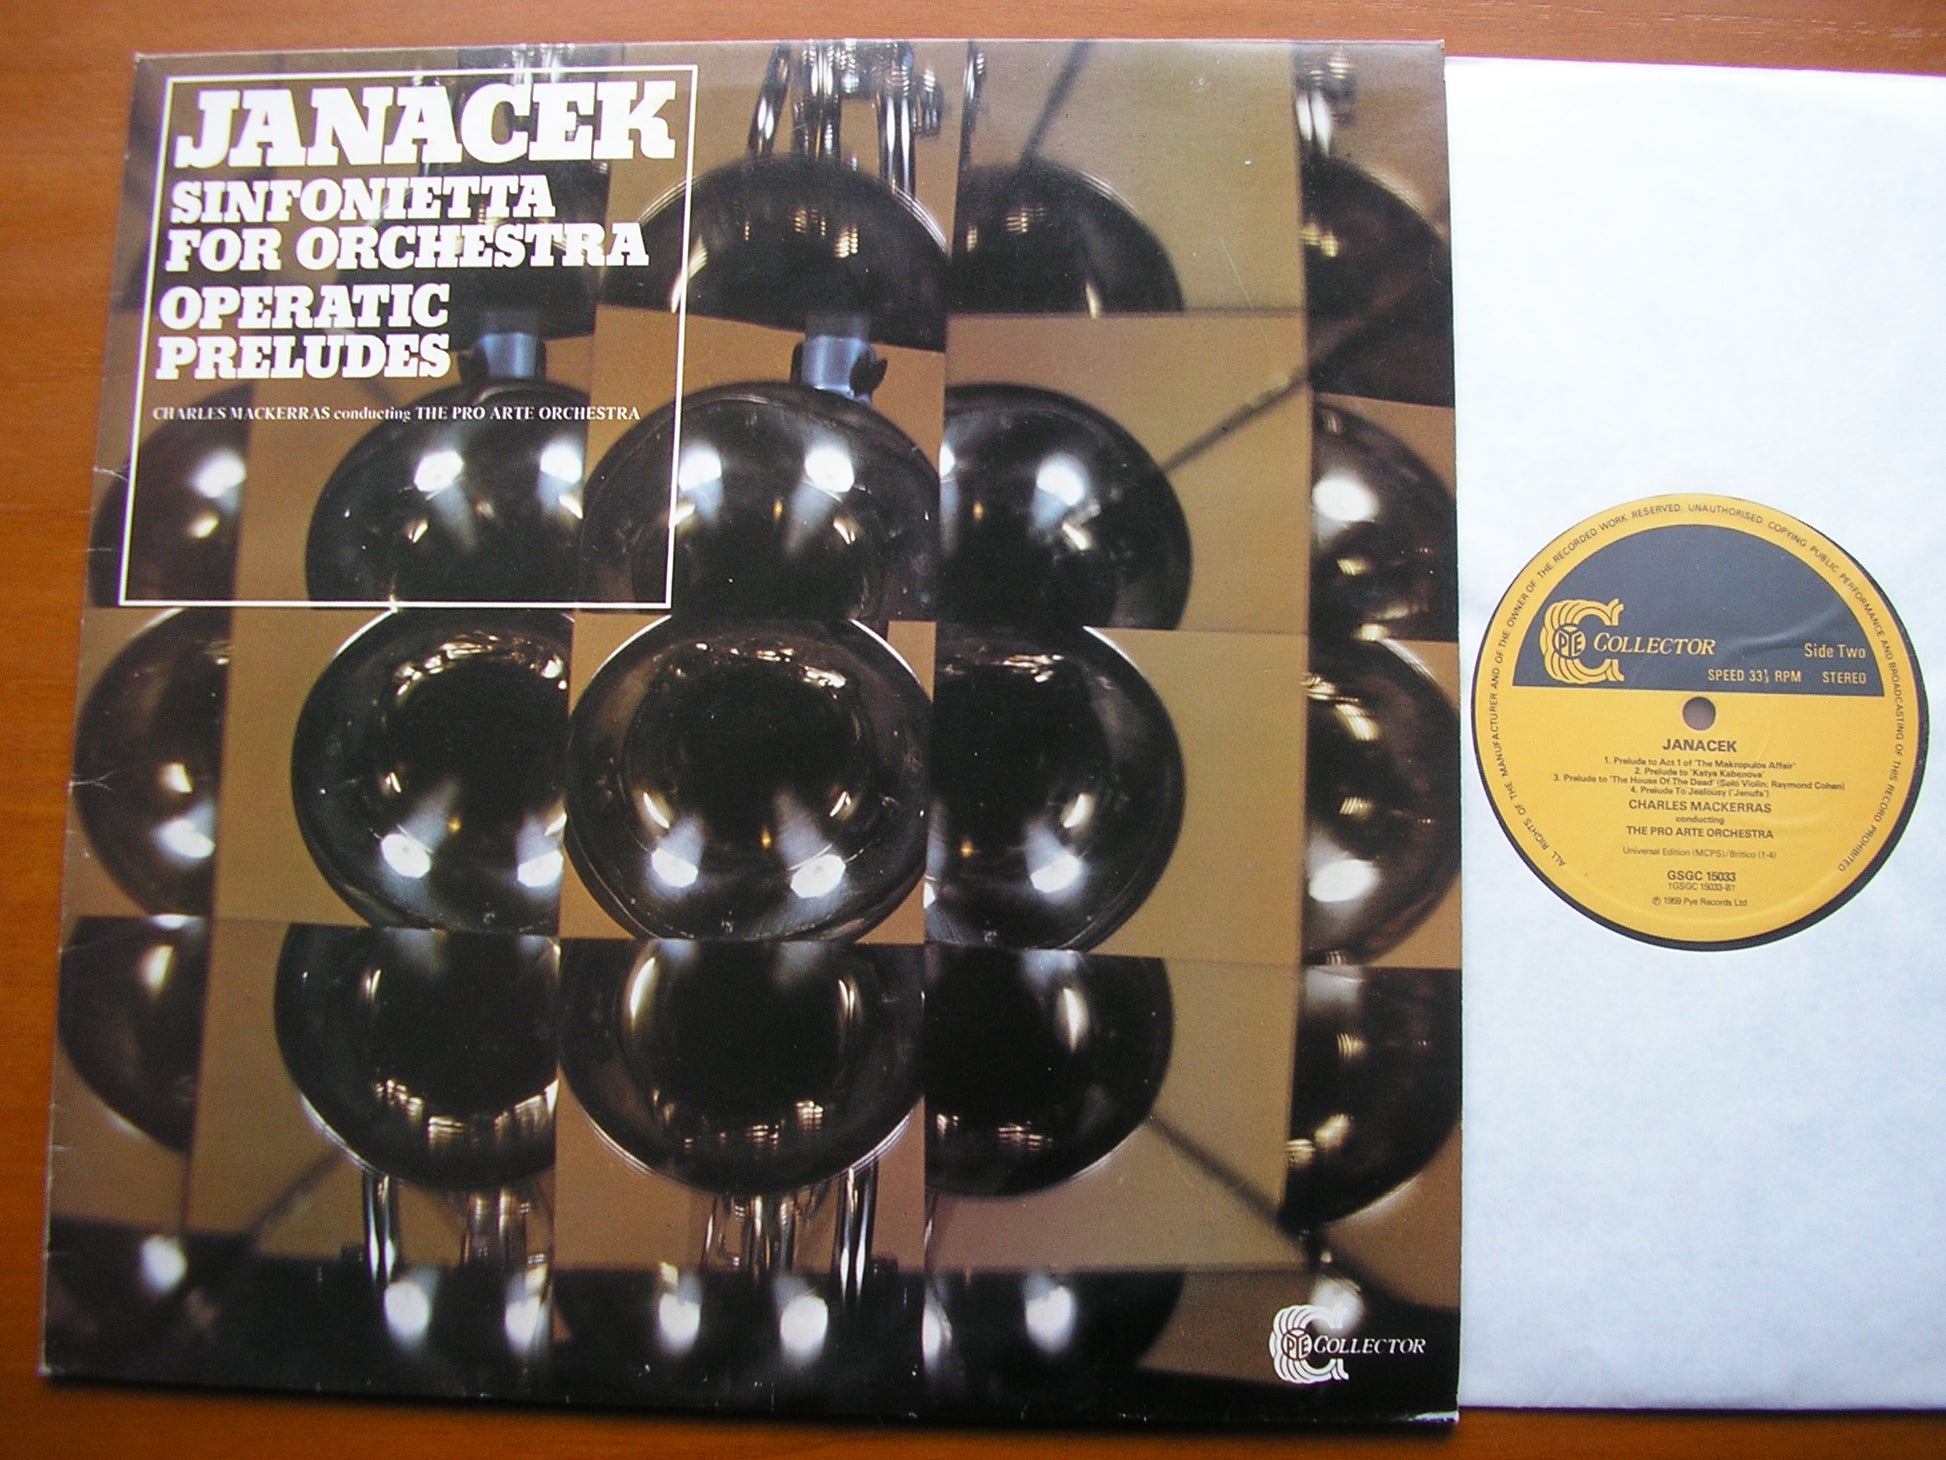 JANACEK
SINFONIETTA
FOR ORCHESTRA
OPERATIC
PRELUDES
CHARLES MACKERRAS conducting THE PRO ARTE ORCHESTRA
PYE COLLECTOR
ALL RIGHTS OF THE MANUFACTURER AND OF THE OWNER OF THE RECORDED WORK RESERVED. UNAUTHORISED COPYING PUBLIC PERFORMANCE AND BROADCASTING OF THIS RECORD PROHIBITED
PYE COLLECTOR
Side Two
SPEED 33⅓ RPM STEREO
JANACEK
1. Prelude to Act 1 of 'The Makropulos Affair'
2. Prelude to 'Katya Kabanova'
3. Prelude to 'The House Of The Dead' (Solo Violin: Raymond Cohen)
4. Prelude To Jealousy ('Jenufa')
CHARLES MACKERRAS
conducting
THE PRO ARTE ORCHESTRA
Universal Edition (MCPS)/Britico (1-4)
GSGC 15033
†GSGC 15033-B†
℗ 1959 Pye Records Ltd